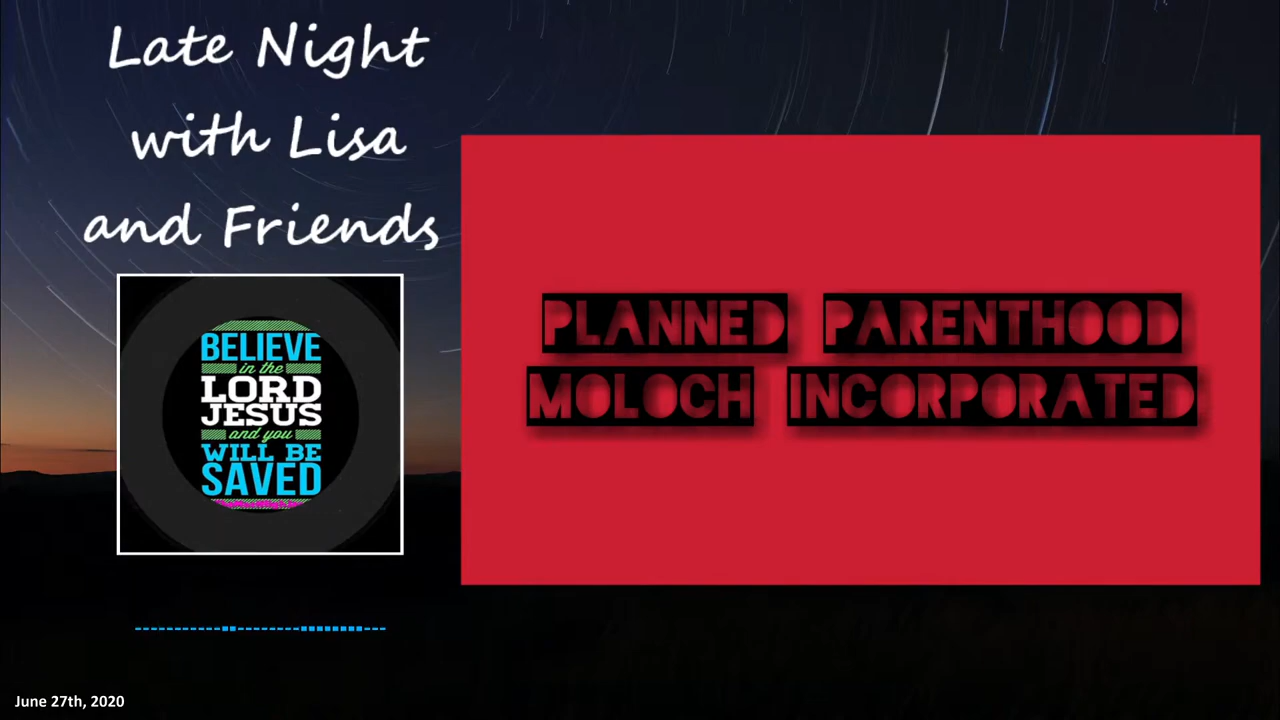 Late Night
with Lisa
and Friends
BELIEVE
in the
LORD
JESUS
and you
WILL BE
SAVED
PLANNED PARENTHOOD
MOLOCH INCORPORATED
June 27th, 2020